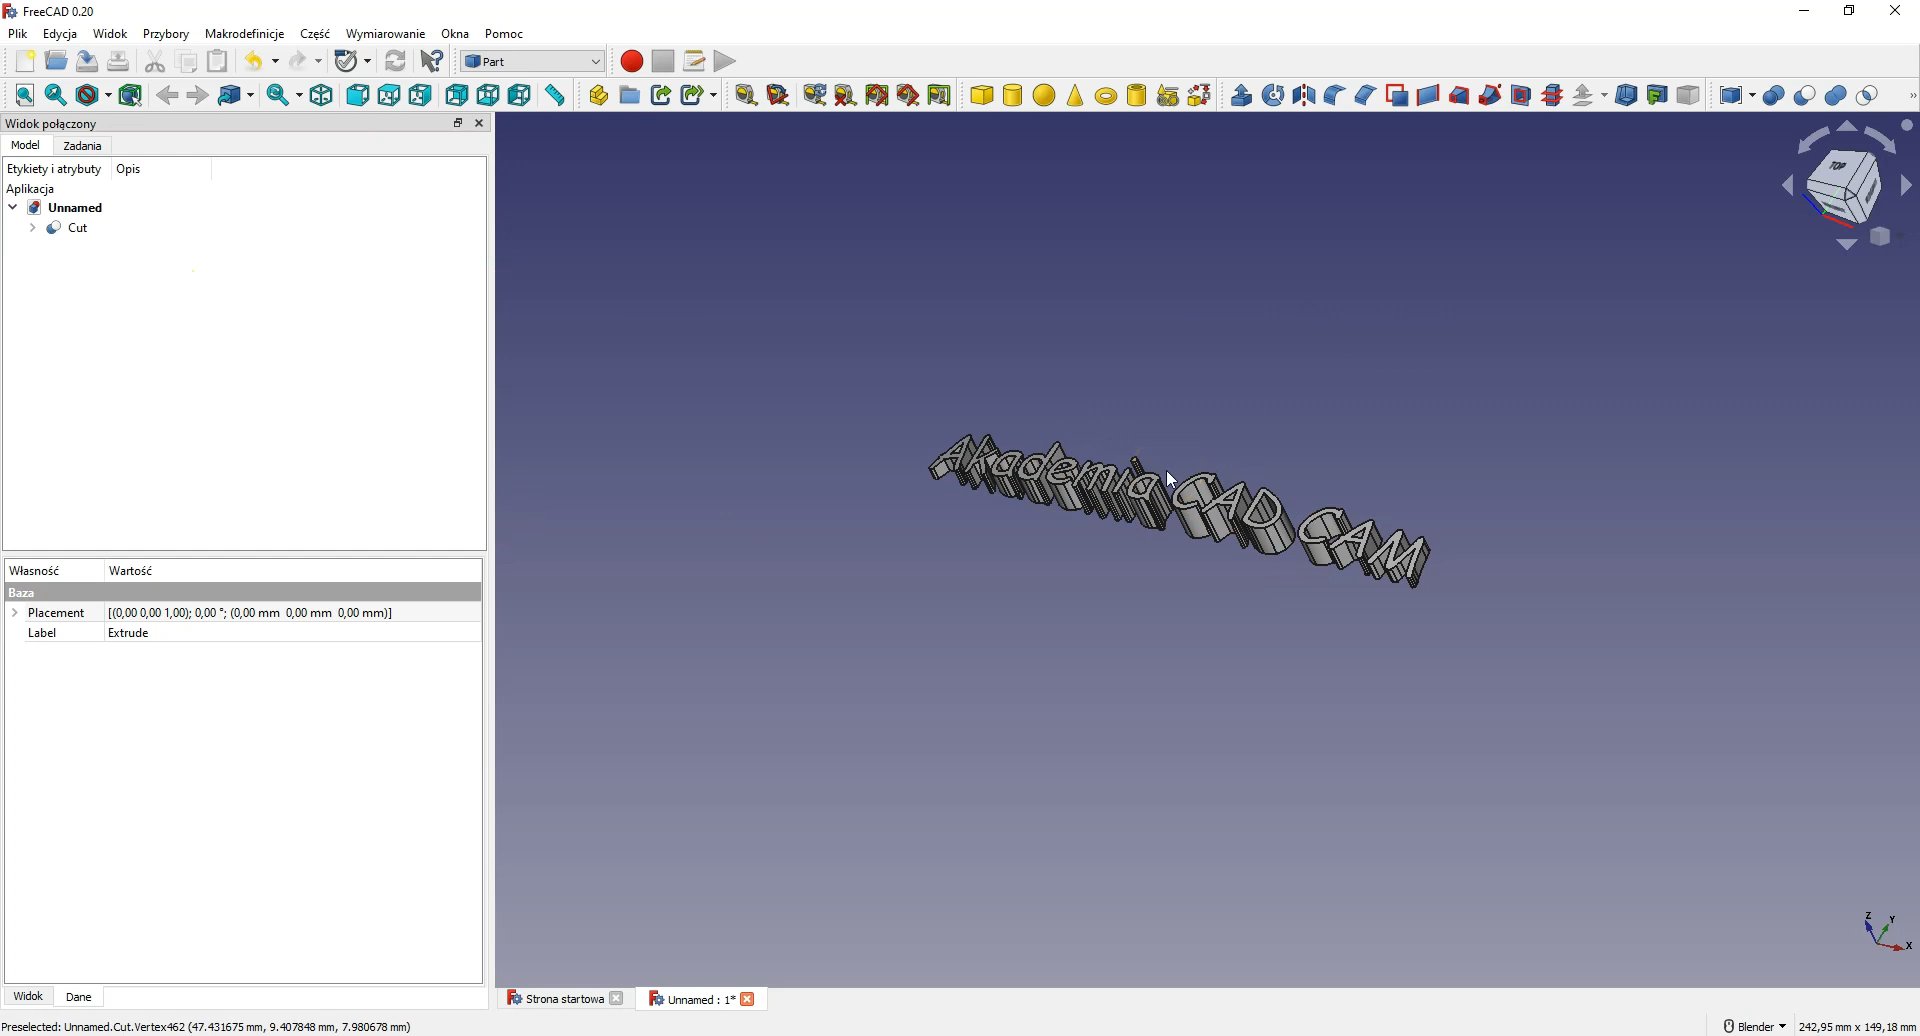 FreeCAD 0.20
Plik Edycja Widok Przybory Makrodefinicje Część Wymiarowanie Okna Pomoc
Part
Widok połączony
Model Zadania
Etykiety i atrybuty Opis
Aplikacja
Unnamed
Cut
TOP
Akademia CAD CAM
Własność Wartość
Baza
Placement [(0,00 0,00 1,00); 0,00 °; (0,00 mm 0,00 mm 0,00 mm)]
Label Extrude
Z Y X
Widok Dane
Strona startowa Unnamed : 1*
Preselected: Unnamed.Cut.Vertex462 (47.431675 mm, 9.407848 mm, 7.980678 mm)
Blender 242,95 mm x 149,18 mm